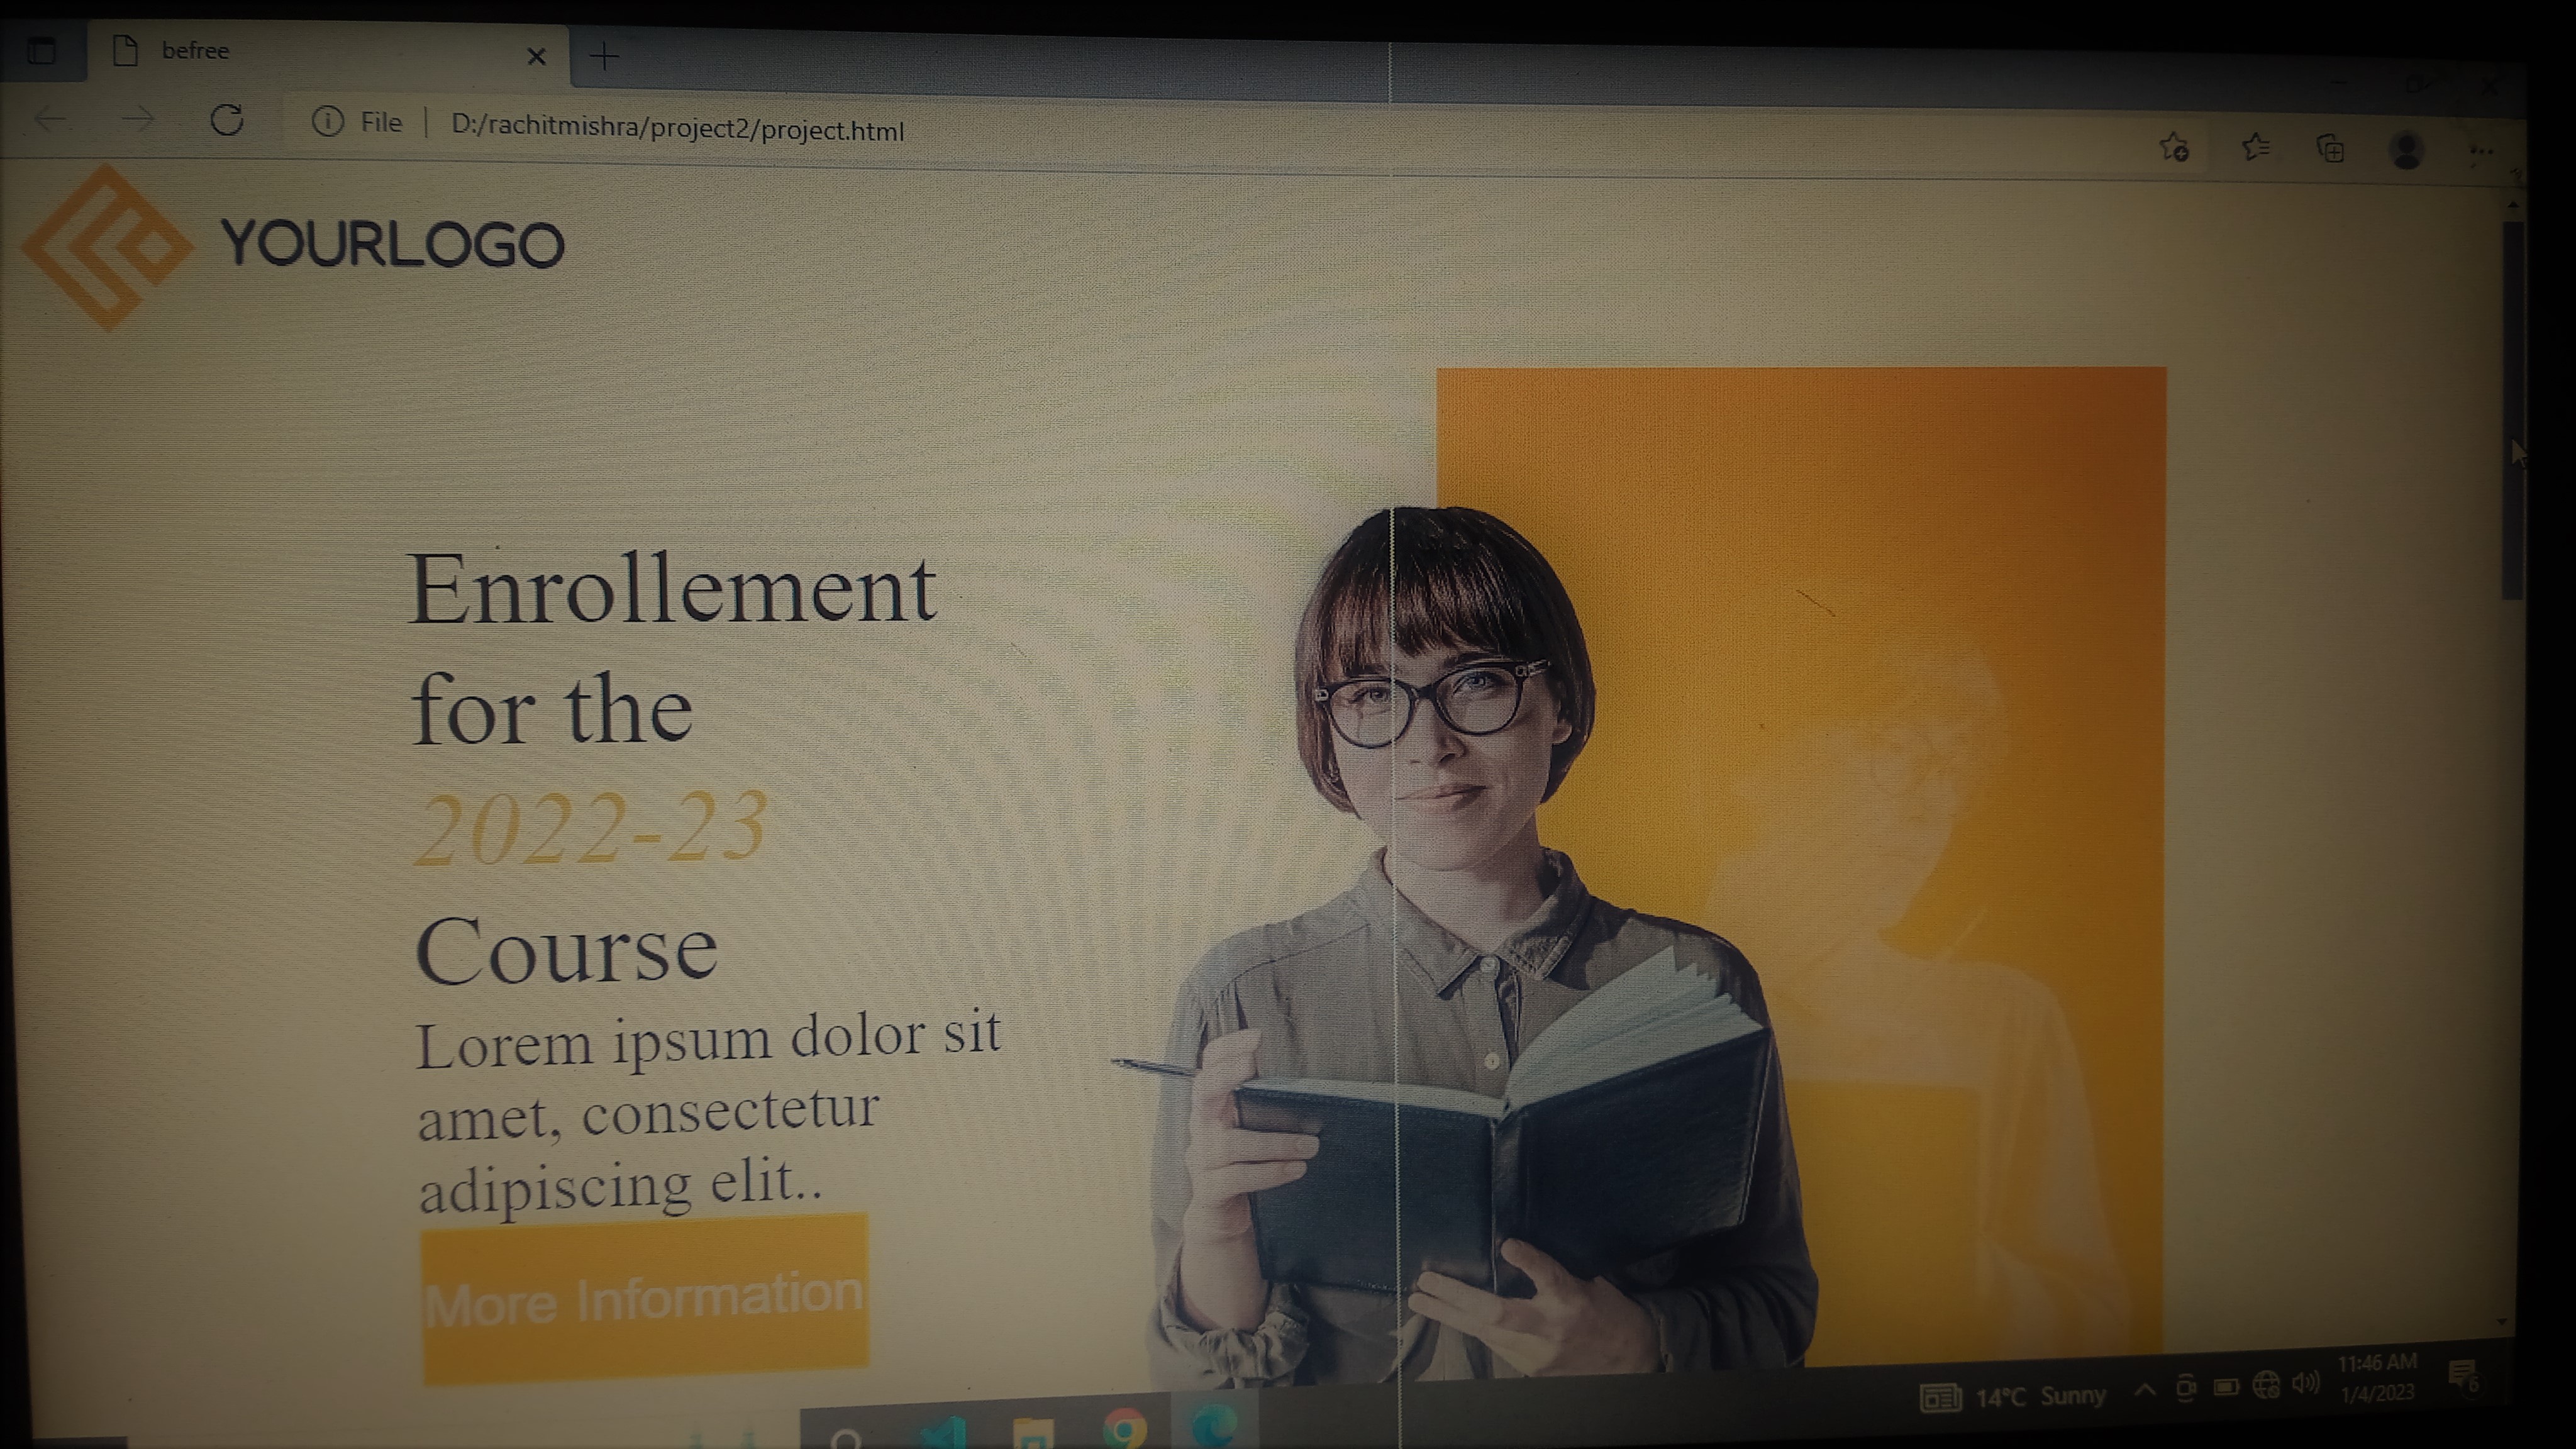 befree
File | D:/rachitmishra/project2/project.html
YOURLOGO
Enrollement
for the
2022-23
Course
Lorem ipsum dolor sit
amet, consectetur
adipiscing elit..
More Information
14°C Sunny
11:46 AM
1/4/2023
6